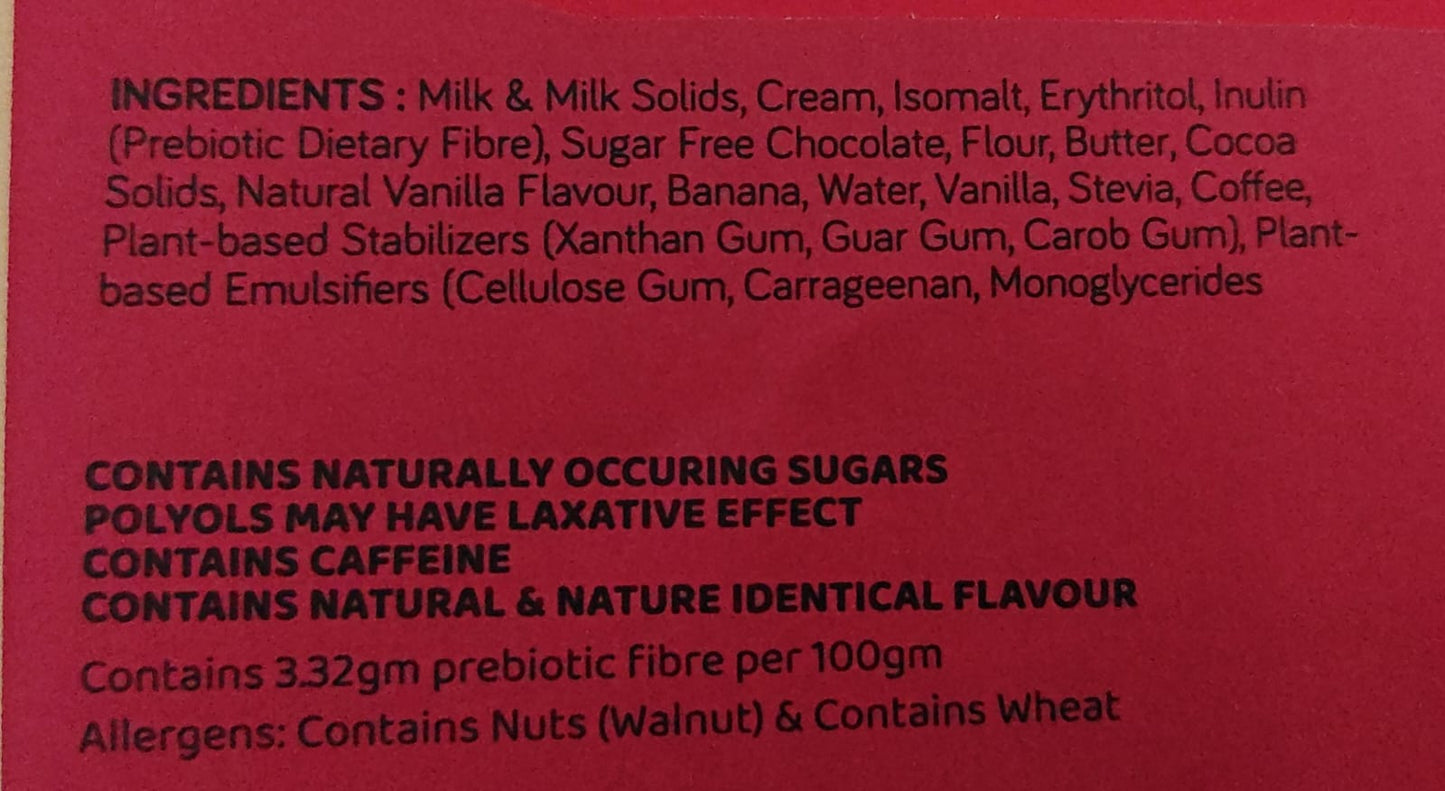 INGREDIENTS : Milk & Milk Solids, Cream, Isomalt, Erythritol, Inulin
(Prebiotic Dietary Fibre), Sugar Free Chocolate, Flour, Butter, Cocoa
Solids, Natural Vanilla Flavour, Banana, Water, Vanilla, Stevia, Coffee,
Plant-based Stabilizers (Xanthan Gum, Guar Gum, Carob Gum), Plant-
based Emulsifiers (Cellulose Gum, Carrageenan, Monoglycerides
CONTAINS NATURALLY OCCURING SUGARS
POLYOLS MAY HAVE LAXATIVE EFFECT
CONTAINS CAFFEINE
CONTAINS NATURAL & NATURE IDENTICAL FLAVOUR
Contains 3.32gm prebiotic fibre per 100gm
Allergens: Contains Nuts (Walnut) & Contains Wheat